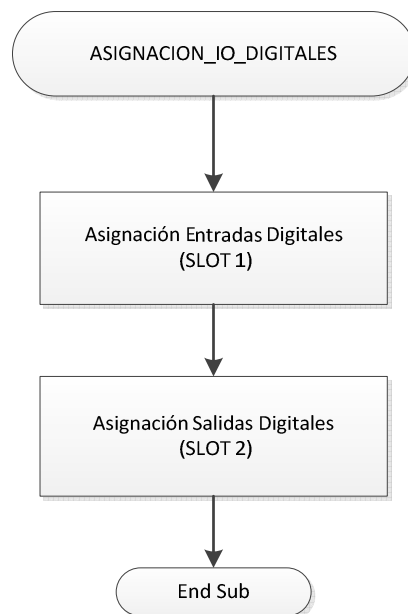 ASIGNACION_IO_DIGITALES
Asignación Entradas Digitales
(SLOT 1)
Asignación Salidas Digitales
(SLOT 2)
End Sub